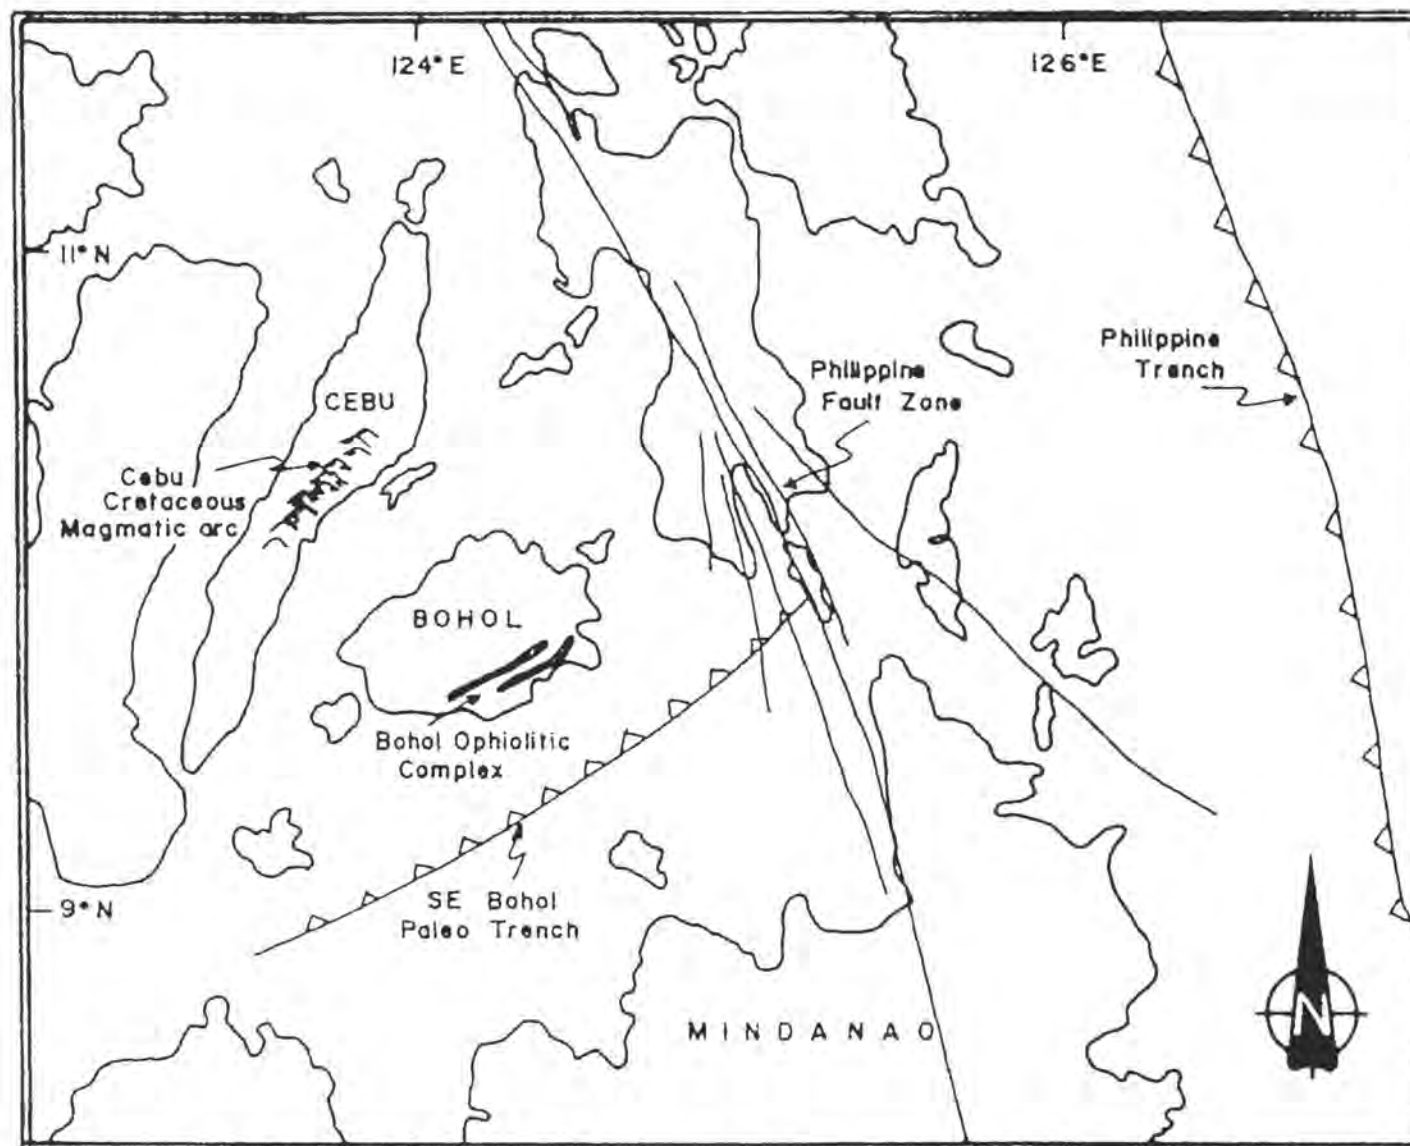 124°E
126°E
11°N
Philippine
Trench
Philippine
Fault Zone
CEBU
Cebu
Cretaceous
Magmatic arc
BOHOL
Bohol Ophiolitic
Complex
9°N
SE Bohol
Paleo Trench
MINDANAO
N